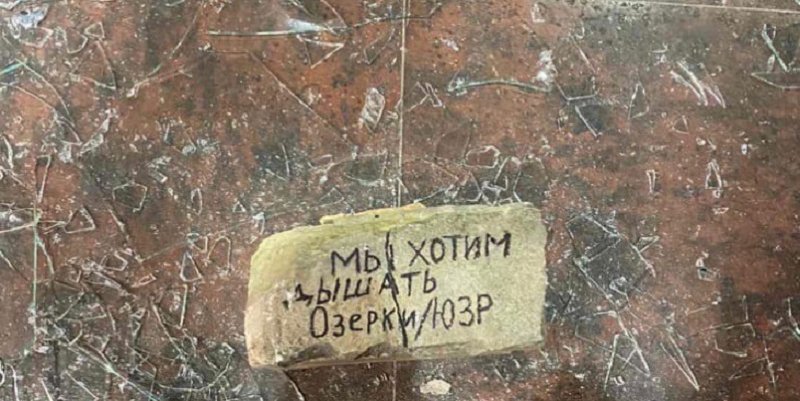 мы хотим
дышать
Озерки/ЮЗР